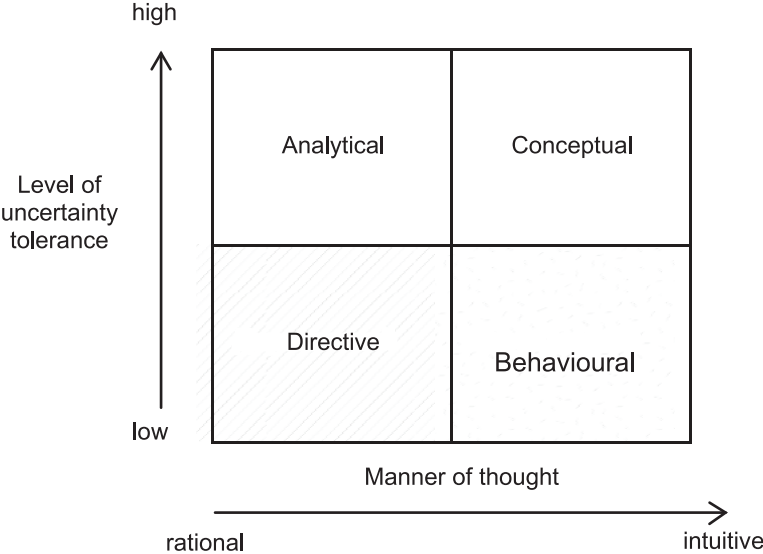 high
Analytical
Conceptual
Level of
uncertainty
tolerance
Directive
Behavioural
low
Manner of thought
rational
intuitive